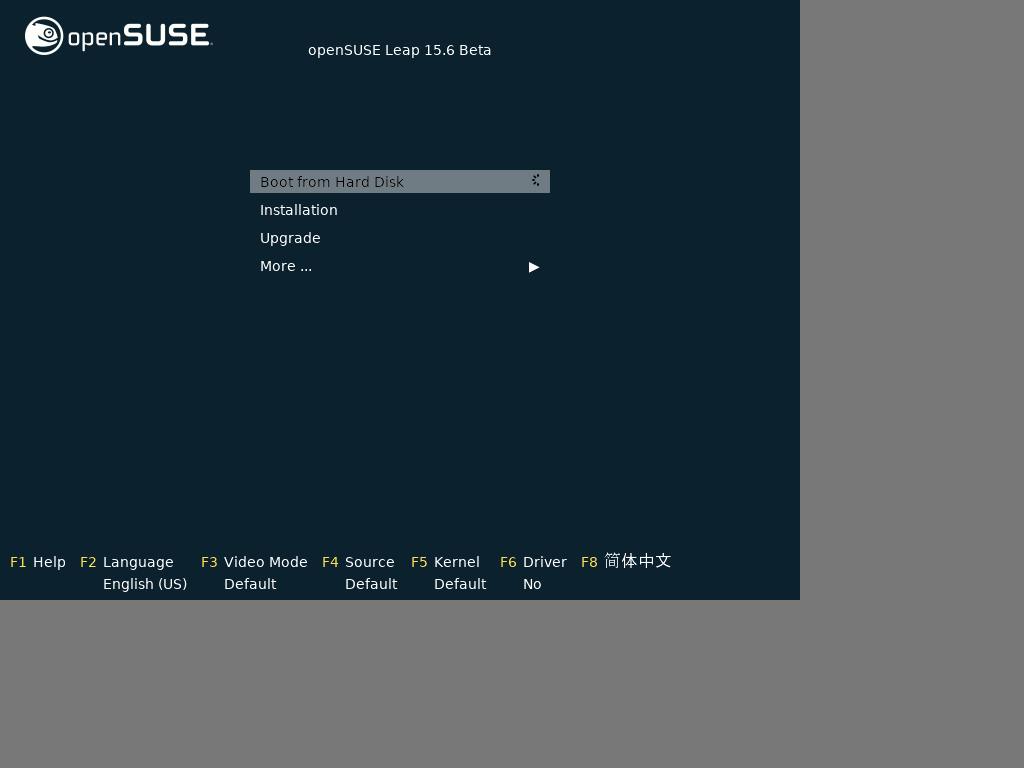 openSUSE
openSUSE Leap 15.6 Beta
Boot from Hard Disk
Installation
Upgrade
More ...
F1 Help F2 Language F3 Video Mode F4 Source F5 Kernel F6 Driver F8 简体中文
English (US) Default Default Default No